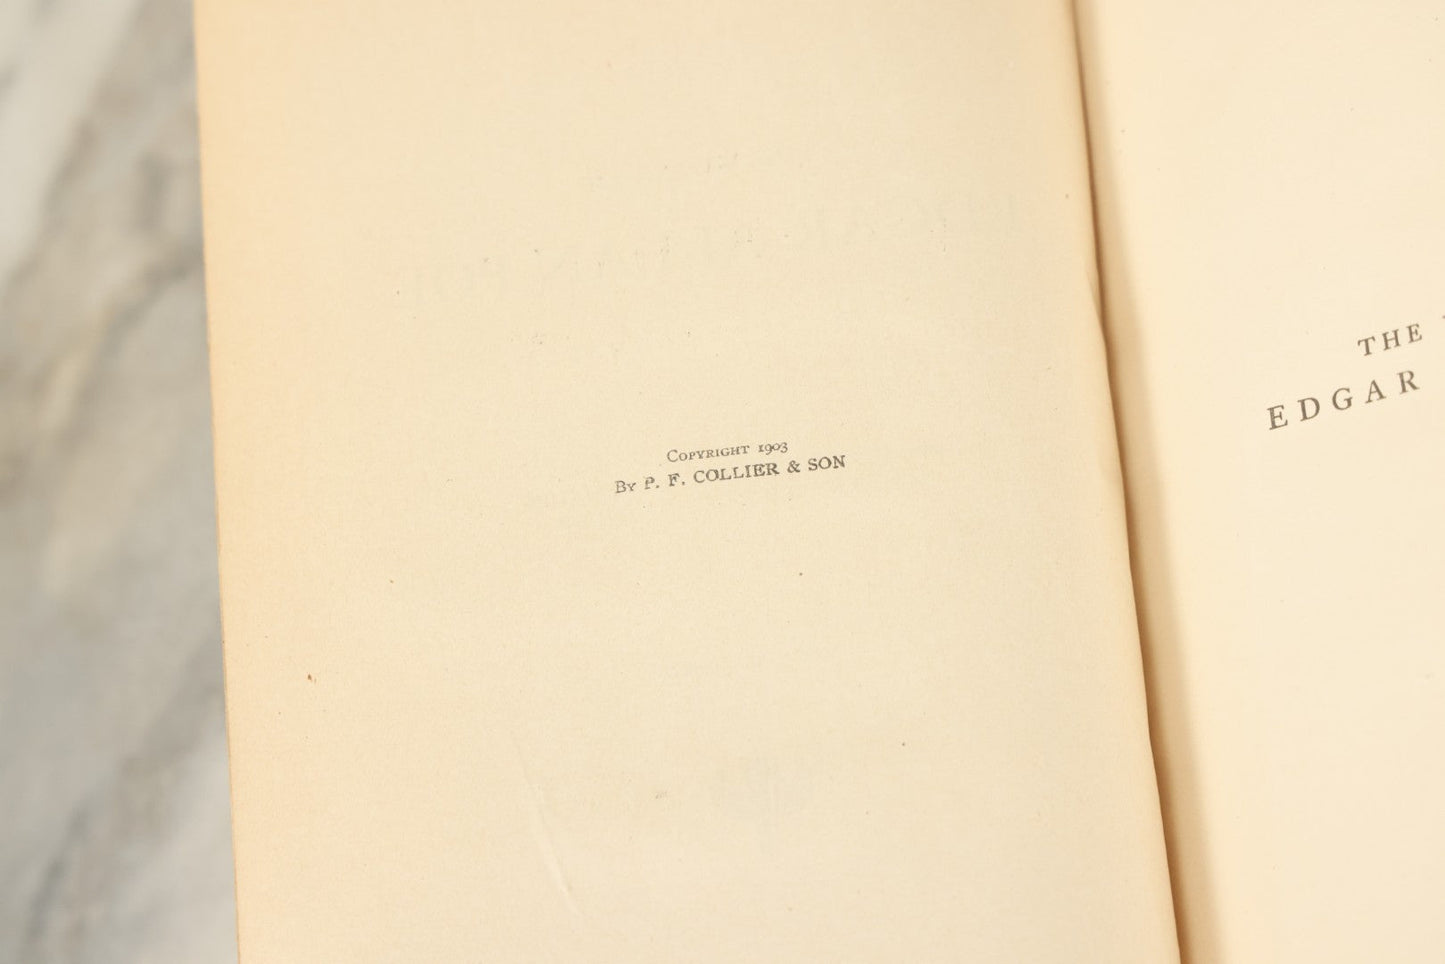 Copyright 1903
By P. F. COLLIER & SON
THE
EDGAR